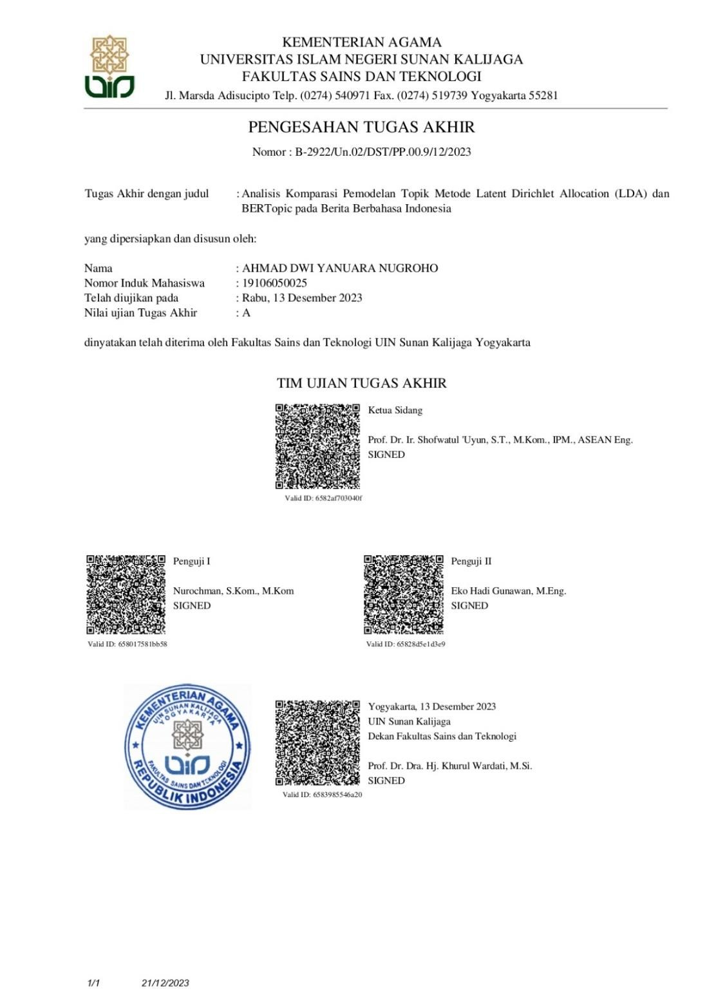 KEMENTERIAN AGAMA
UNIVERSITAS ISLAM NEGERI SUNAN KALIJAGA
FAKULTAS SAINS DAN TEKNOLOGI
Jl. Marsda Adisucipto Telp. (0274) 540971 Fax. (0274) 519739 Yogyakarta 55281
PENGESAHAN TUGAS AKHIR
Nomor : B-2922/Un.02/DST/PP.00.9/12/2023
Tugas Akhir dengan judul : Analisis Komparasi Pemodelan Topik Metode Latent Dirichlet Allocation (LDA) dan
BERTopic pada Berita Berbahasa Indonesia
yang dipersiapkan dan disusun oleh:
Nama : AHMAD DWI YANUARA NUGROHO
Nomor Induk Mahasiswa : 19106050025
Telah diujikan pada : Rabu, 13 Desember 2023
Nilai ujian Tugas Akhir : A
dinyatakan telah diterima oleh Fakultas Sains dan Teknologi UIN Sunan Kalijaga Yogyakarta
TIM UJIAN TUGAS AKHIR
Ketua Sidang
Prof. Dr. Ir. Shofwatul 'Uyun, S.T., M.Kom., IPM., ASEAN Eng.
SIGNED
Valid ID: 6582af703040f
Penguji I
Nurochman, S.Kom., M.Kom
SIGNED
Valid ID: 658017581bb58
Penguji II
Eko Hadi Gunawan, M.Eng.
SIGNED
Valid ID: 65828d5e1d3e9
KEMENTERIAN AGAMA
UIN SUNAN KALIJAGA
YOGYAKARTA
uin
FAKULTAS SAINS DAN TEKNOLOGI
REPUBLIK INDONESIA
Yogyakarta, 13 Desember 2023
UIN Sunan Kalijaga
Dekan Fakultas Sains dan Teknologi
Prof. Dr. Dra. Hj. Khurul Wardati, M.Si.
SIGNED
Valid ID: 6583985546a20
1/1 21/12/2023